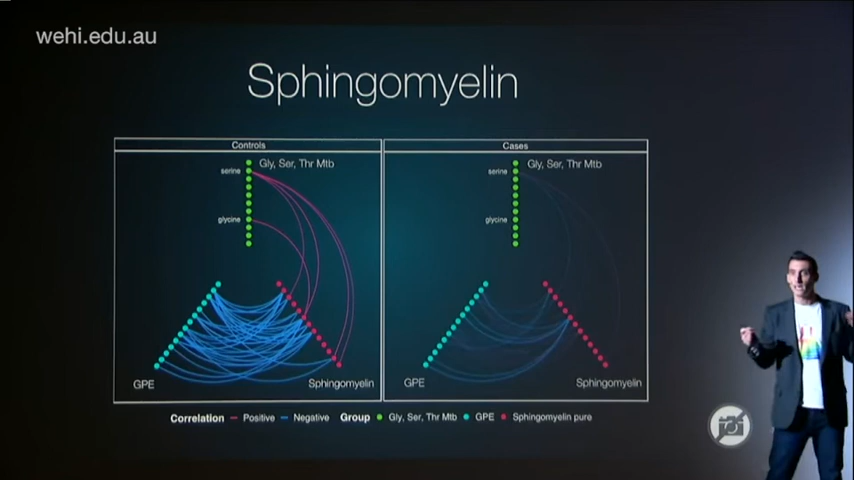 wehi.edu.au
Sphingomyelin
Controls
Cases
Gly, Ser, Thr Mtb
serine
glycine
GPE
Sphingomyelin
Gly, Ser, Thr Mtb
serine
glycine
GPE
Sphingomyelin
Correlation Positive Negative Group Gly, Ser, Thr Mtb GPE Sphingomyelin pure